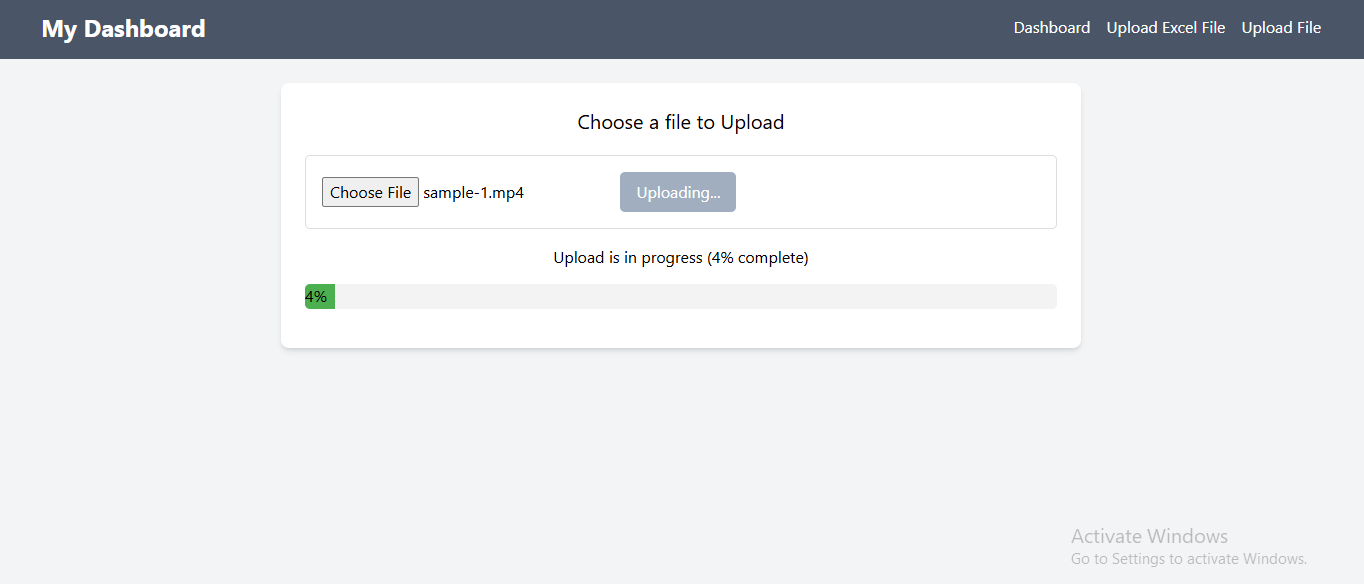 My Dashboard
Dashboard Upload Excel File Upload File
Choose a file to Upload
Choose File sample-1.mp4 Uploading...
Upload is in progress (4% complete)
4%
Activate Windows
Go to Settings to activate Windows.